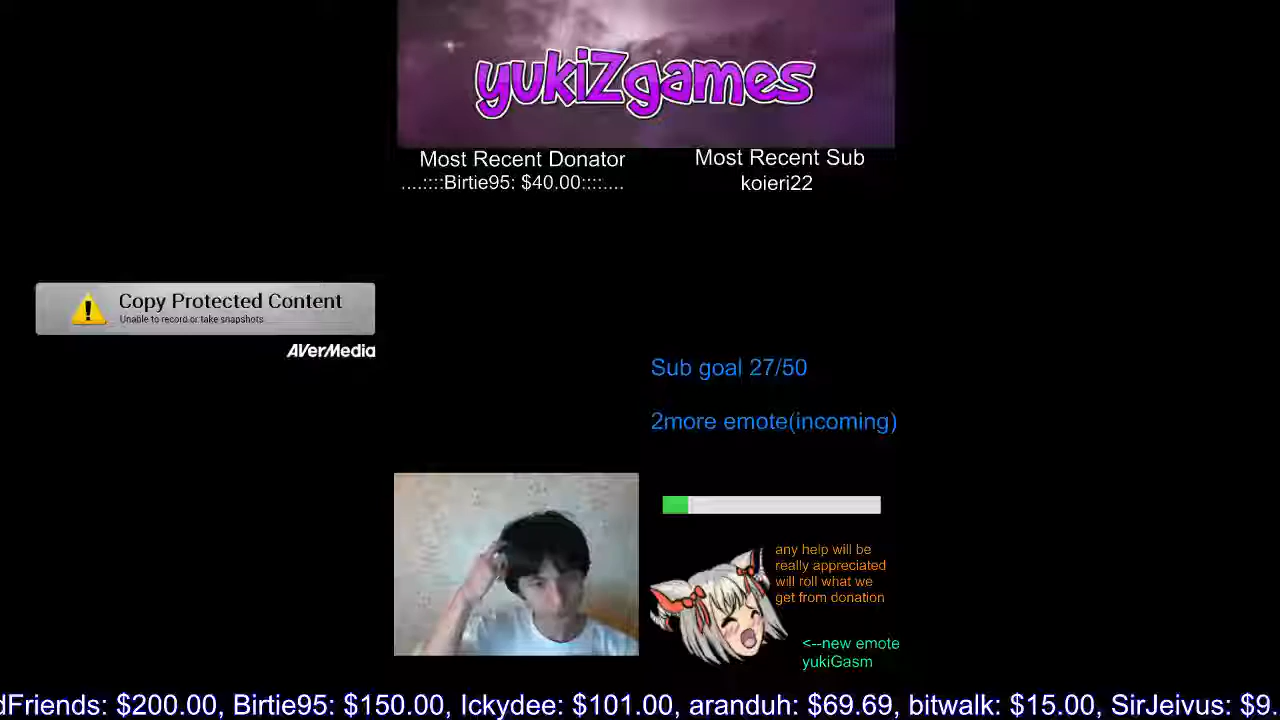 yukiZgames
Most Recent Donator
....::::Birtie95: $40.00::::....
Most Recent Sub
koieri22
Copy Protected Content
Unable to record or take snapshots
AVerMedia
Sub goal 27/50
2more emote(incoming)
any help will be
really appreciated
will roll what we
get from donation
<--new emote
yukiGasm
dFriends: $200.00, Birtie95: $150.00, Ickydee: $101.00, aranduh: $69.69, bitwalk: $15.00, SirJeivus: $9.